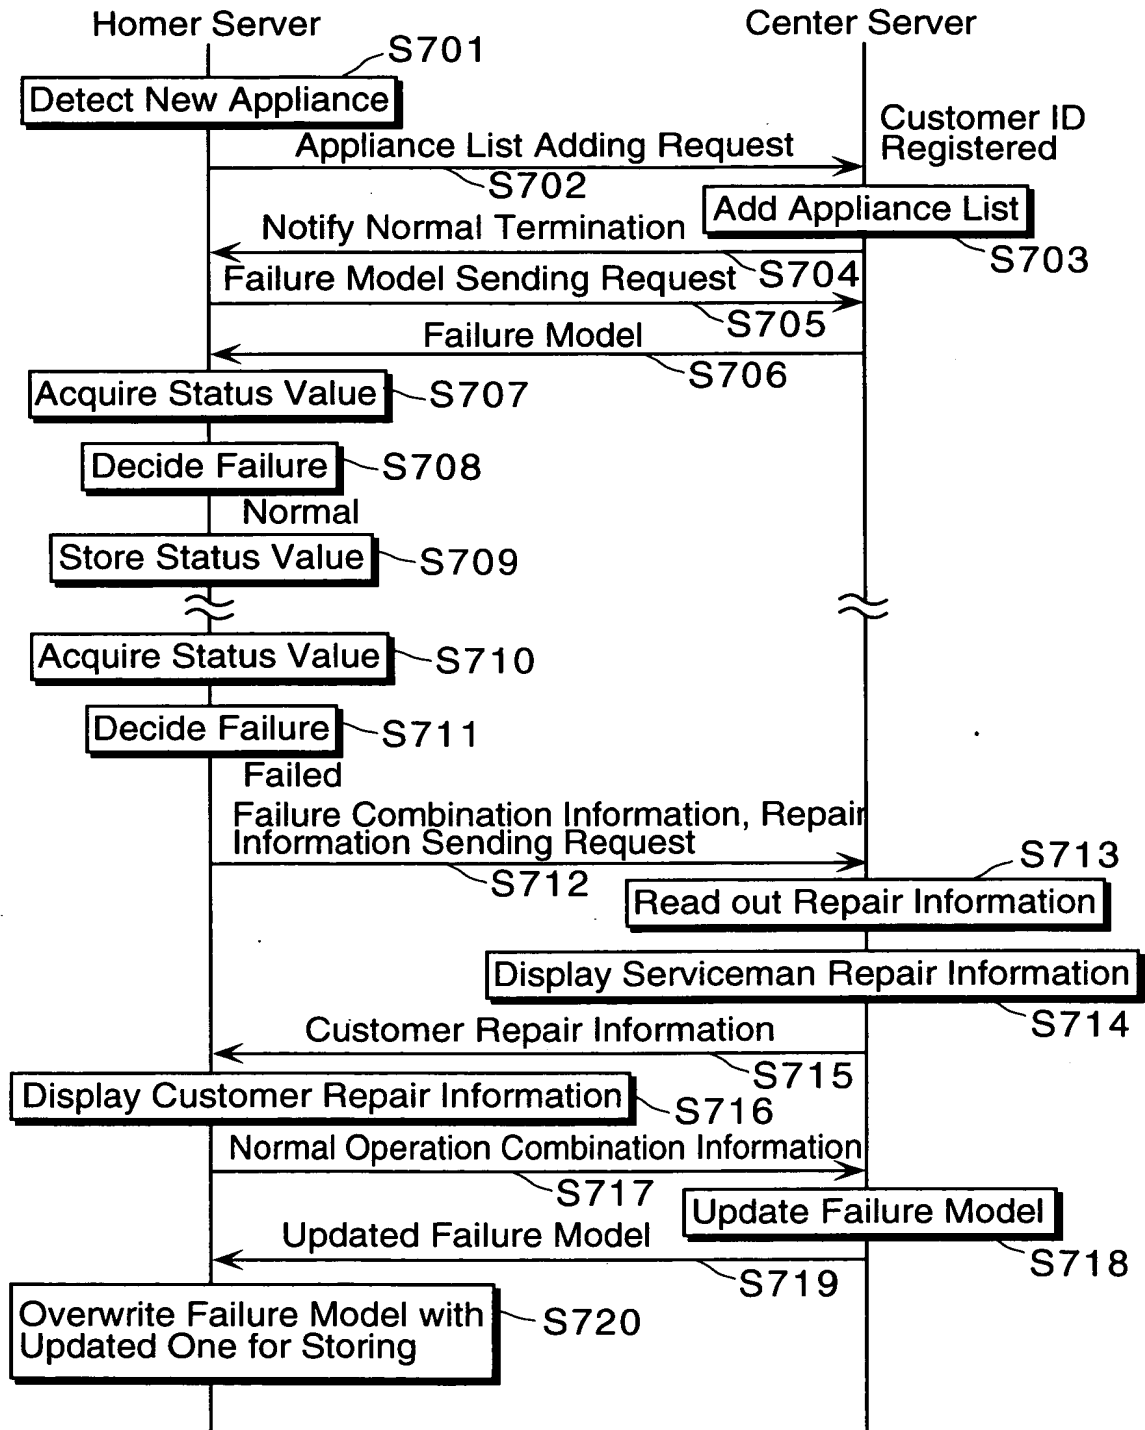 Homer Server
Center Server
S701
Detect New Appliance
Customer ID
Registered
Appliance List Adding Request
S702
Add Appliance List
S703
Notify Normal Termination
S704
Failure Model Sending Request
S705
Failure Model
S706
Acquire Status Value
S707
Decide Failure
S708
Normal
Store Status Value
S709
Acquire Status Value
S710
Decide Failure
S711
Failed
Failure Combination Information, Repair
Information Sending Request
S712
S713
Read out Repair Information
Display Serviceman Repair Information
S714
Customer Repair Information
S715
Display Customer Repair Information
S716
Normal Operation Combination Information
S717
Update Failure Model
S718
Updated Failure Model
S719
Overwrite Failure Model with
Updated One for Storing
S720